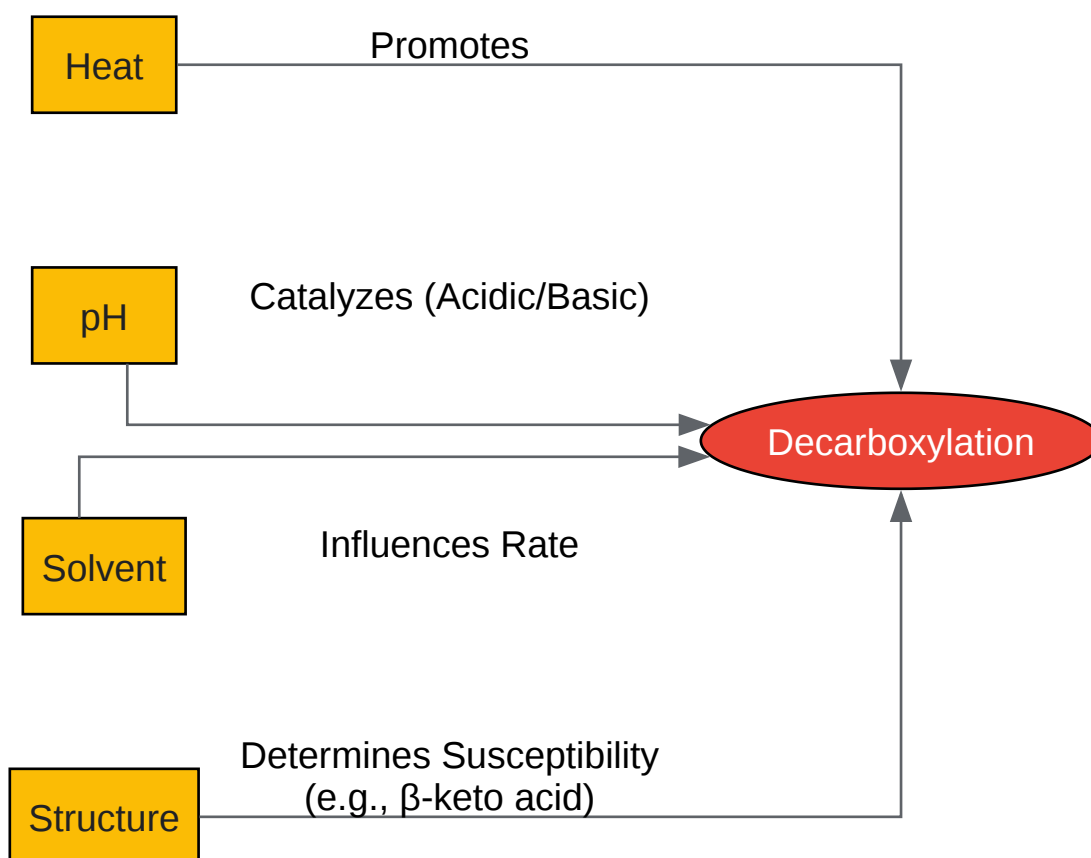 Heat
Promotes
pH
Catalyzes (Acidic/Basic)
Decarboxylation
Solvent
Influences Rate
Structure
Determines Susceptibility
(e.g., β-keto acid)